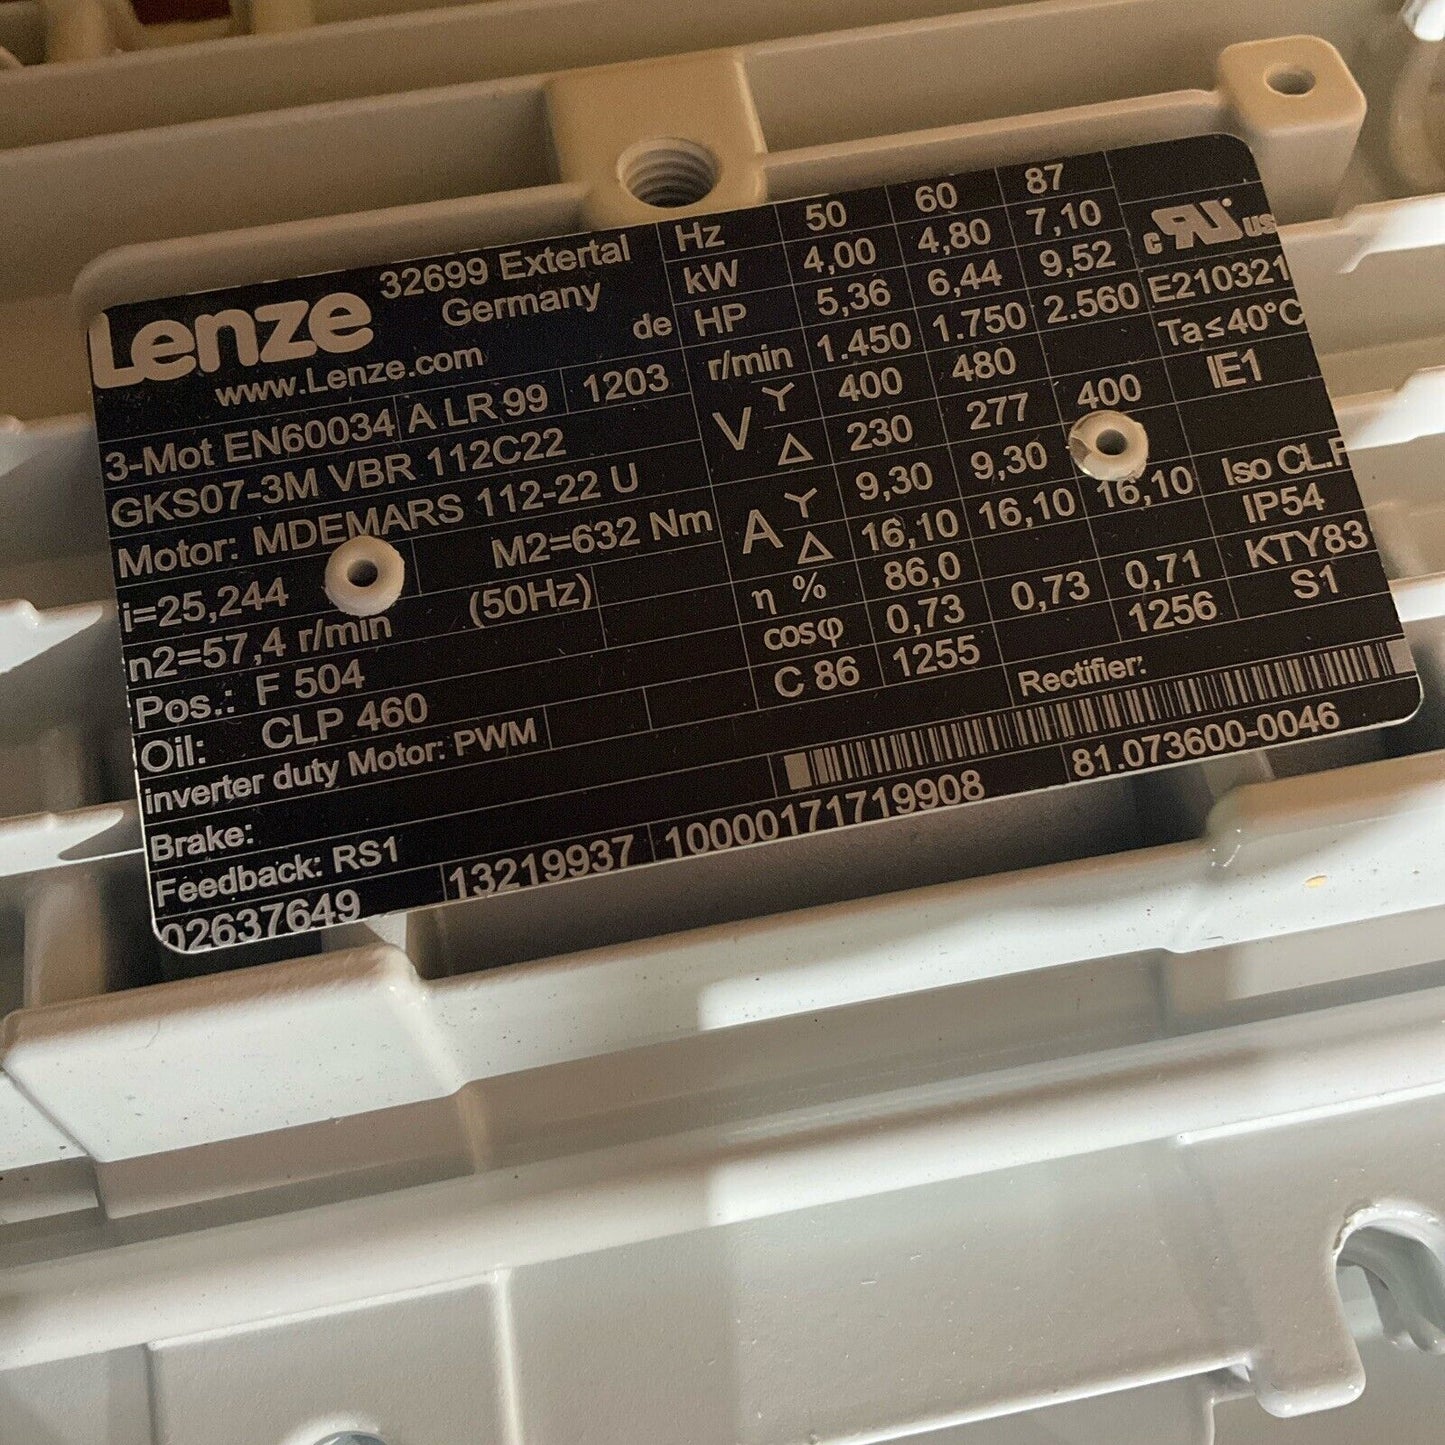 Lenze 32699 Extertal
Germany
www.Lenze.com de
3-Mot EN60034 A LR 99 1203
GKS07-3M VBR 112C22
Motor: MDEMARS 112-22 U
i=25,244 M2=632 Nm
n2=57,4 r/min (50Hz)
Pos.: F 504
Oil: CLP 460
inverter duty Motor: PWM
Brake:
Feedback: RS1
02637649 13219937 10000171719908 81.073600-0046
Hz 50 60 87
kW 4,00 4,80 7,10
HP 5,36 6,44 9,52
r/min 1.450 1.750 2.560
V Y 400 480
Δ 230 277 400
A Y 9,30 9,30
Δ 16,10 16,10 16,10
η % 86,0
cosφ 0,73 0,73 0,71
C 86 1255 1256
Rectifier:
c RU us
E210321
Ta≤40°C
IE1
Iso CL.F
IP54
KTY83
S1